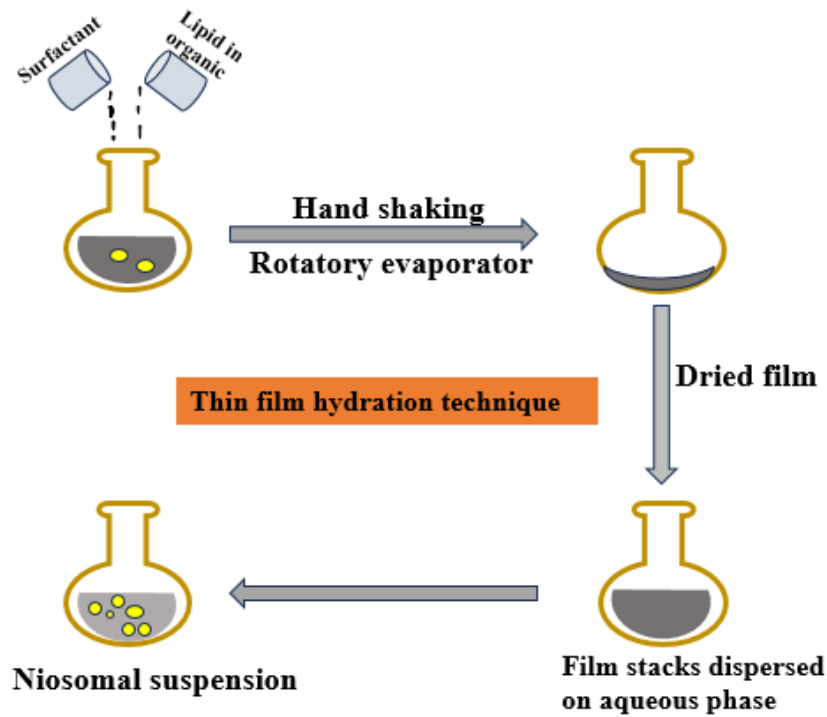 Surfactant
Lipid in
organic
Hand shaking
Rotatory evaporator
Dried film
Thin film hydration technique
Niosomal suspension
Film stacks dispersed
on aqueous phase